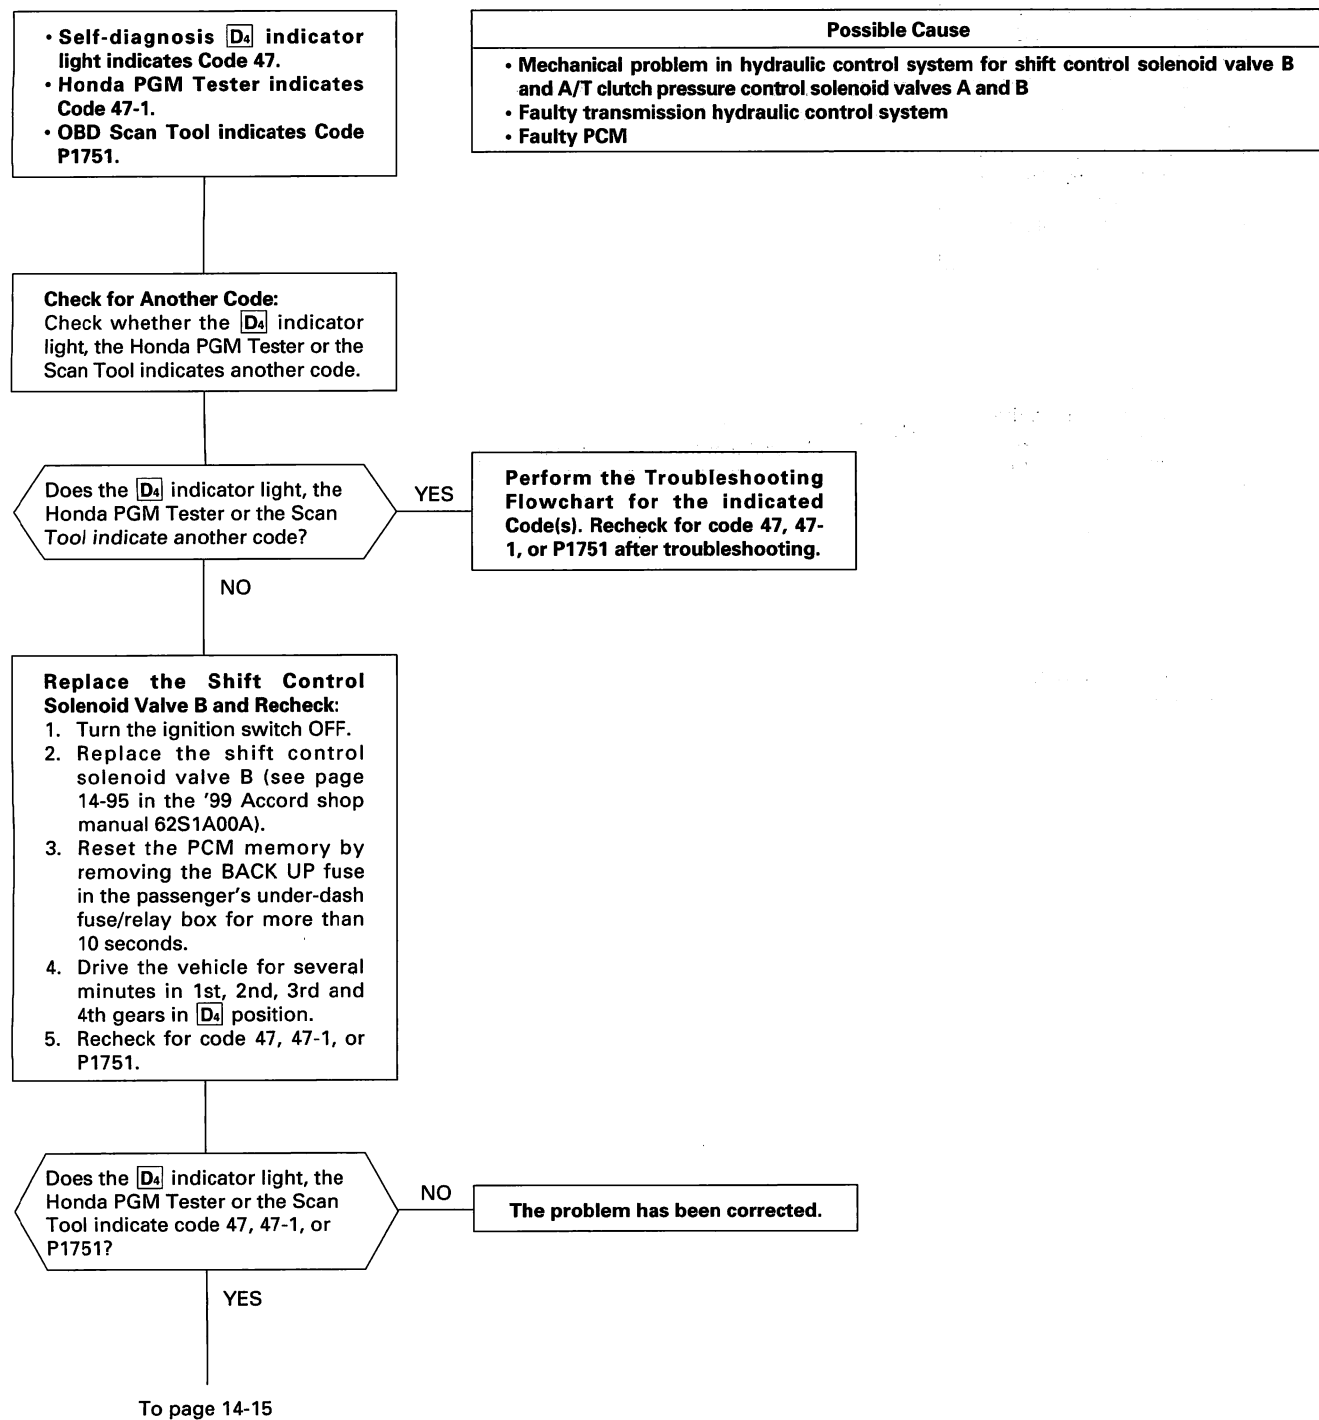 • Self-diagnosis D4 indicator
light indicates Code 47.
• Honda PGM Tester indicates
Code 47-1.
• OBD Scan Tool indicates Code
P1751.
Possible Cause
• Mechanical problem in hydraulic control system for shift control solenoid valve B
and A/T clutch pressure control solenoid valves A and B
• Faulty transmission hydraulic control system
• Faulty PCM
Check for Another Code:
Check whether the D4 indicator
light, the Honda PGM Tester or the
Scan Tool indicates another code.
Does the D4 indicator light, the
Honda PGM Tester or the Scan
Tool indicate another code?
YES
Perform the Troubleshooting
Flowchart for the indicated
Code(s). Recheck for code 47, 47-
1, or P1751 after troubleshooting.
NO
Replace the Shift Control
Solenoid Valve B and Recheck:
1. Turn the ignition switch OFF.
2. Replace the shift control
solenoid valve B (see page
14-95 in the '99 Accord shop
manual 62S1A00A).
3. Reset the PCM memory by
removing the BACK UP fuse
in the passenger's under-dash
fuse/relay box for more than
10 seconds.
4. Drive the vehicle for several
minutes in 1st, 2nd, 3rd and
4th gears in D4 position.
5. Recheck for code 47, 47-1, or
P1751.
Does the D4 indicator light, the
Honda PGM Tester or the Scan
Tool indicate code 47, 47-1, or
P1751?
NO
The problem has been corrected.
YES
To page 14-15